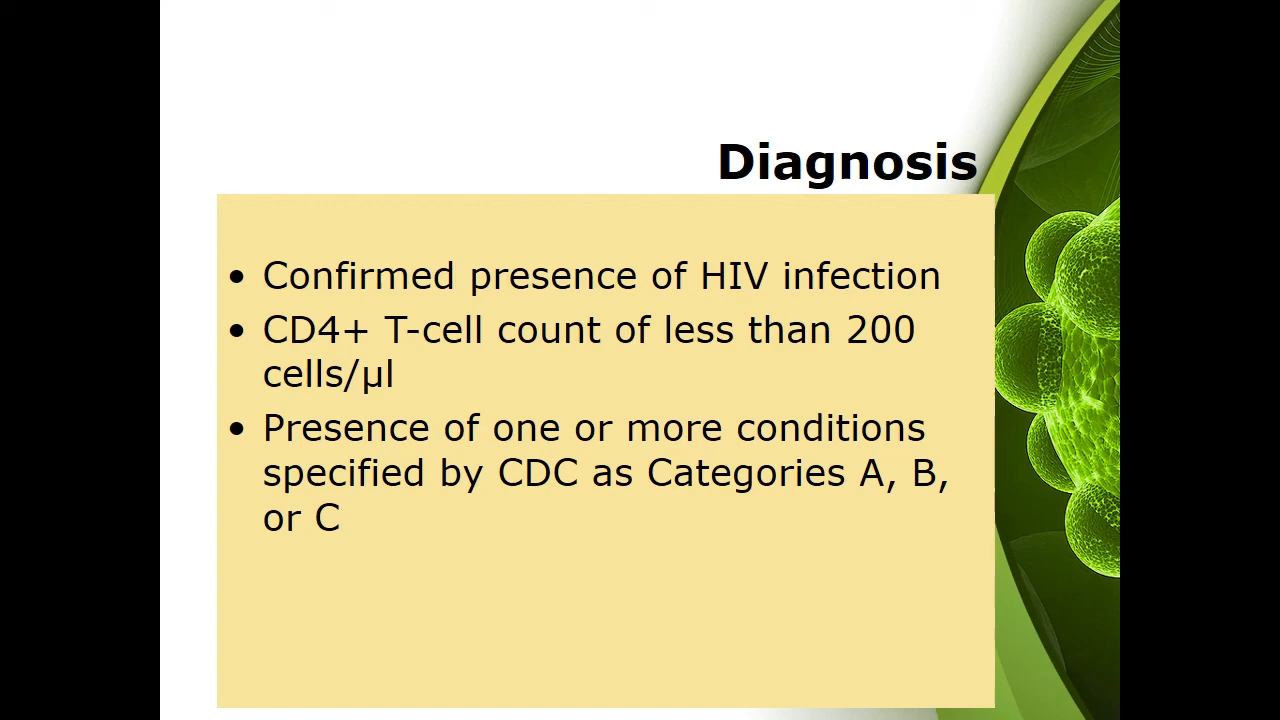 Diagnosis
• Confirmed presence of HIV infection
• CD4+ T-cell count of less than 200
cells/µl
• Presence of one or more conditions
specified by CDC as Categories A, B,
or C